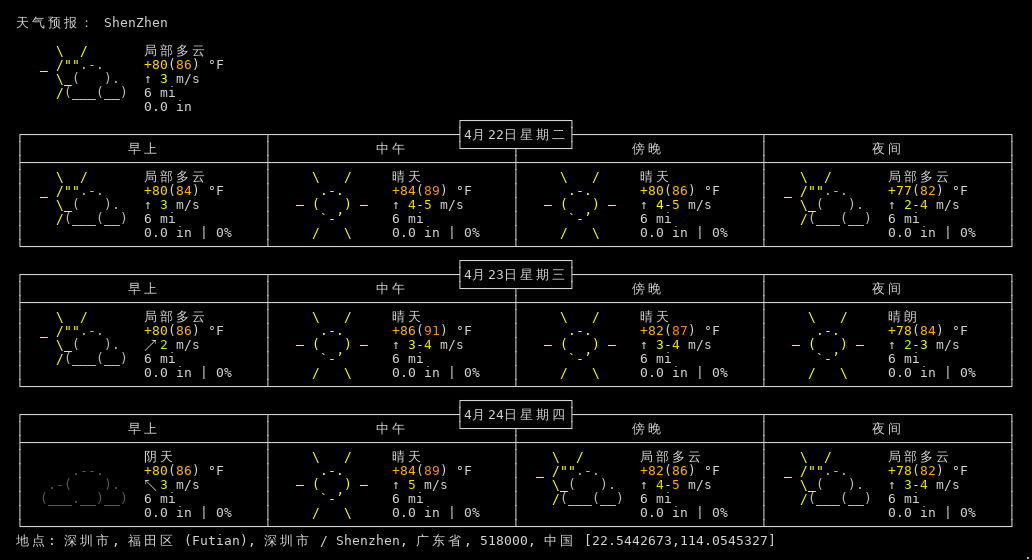 天气预报： ShenZhen
局部多云
+80(86) °F
↑ 3 m/s
6 mi
0.0 in
4月22日星期二
早上 中午 傍晚 夜间
局部多云 晴天 晴天 局部多云
+80(84) °F +84(89) °F +80(86) °F +77(82) °F
↑ 3 m/s ↑ 4-5 m/s ↑ 4-5 m/s ↑ 2-4 m/s
6 mi 6 mi 6 mi 6 mi
0.0 in | 0% 0.0 in | 0% 0.0 in | 0% 0.0 in | 0%
4月23日星期三
早上 中午 傍晚 夜间
局部多云 晴天 晴天 晴朗
+80(86) °F +86(91) °F +82(87) °F +78(84) °F
↗ 2 m/s ↑ 3-4 m/s ↑ 3-4 m/s ↑ 2-3 m/s
6 mi 6 mi 6 mi 6 mi
0.0 in | 0% 0.0 in | 0% 0.0 in | 0% 0.0 in | 0%
4月24日星期四
早上 中午 傍晚 夜间
阴天 晴天 局部多云 局部多云
+80(86) °F +84(89) °F +82(86) °F +78(82) °F
↖ 3 m/s ↑ 5 m/s ↑ 4-5 m/s ↑ 3-4 m/s
6 mi 6 mi 6 mi 6 mi
0.0 in | 0% 0.0 in | 0% 0.0 in | 0% 0.0 in | 0%
地点: 深圳市, 福田区 (Futian), 深圳市 / Shenzhen, 广东省, 518000, 中国 [22.5442673,114.0545327]